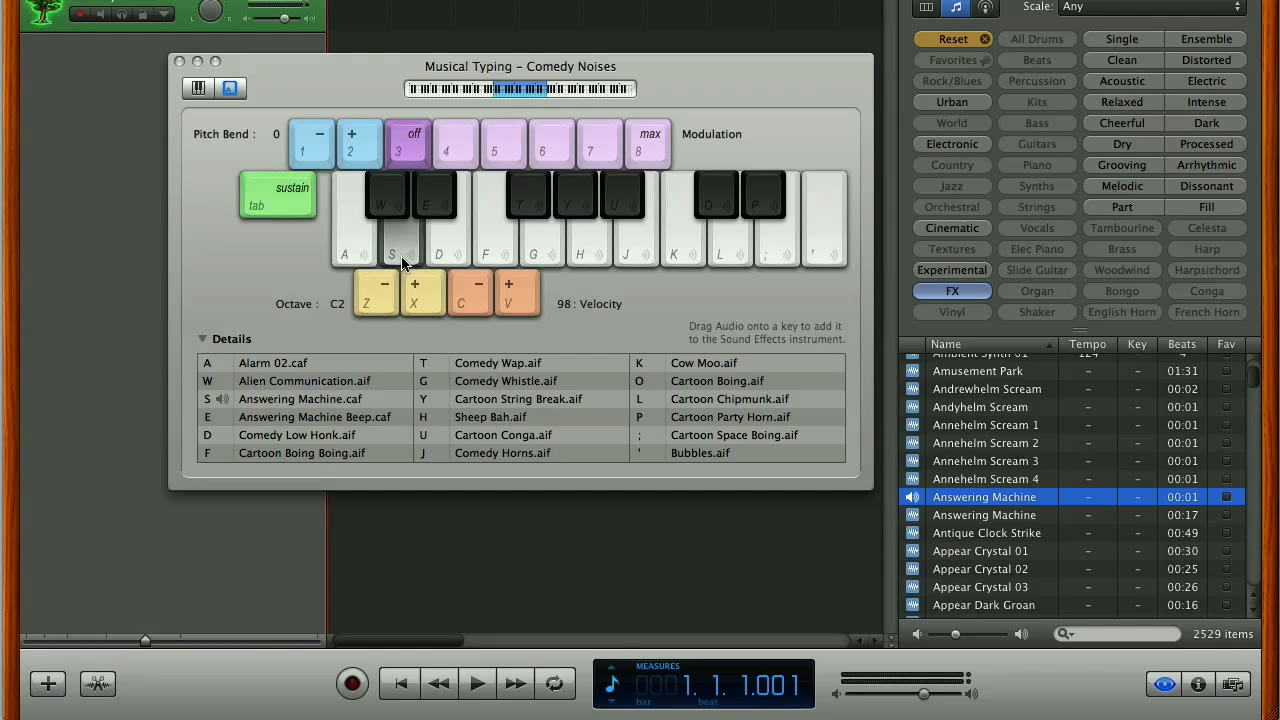 Scale: Any
Musical Typing – Comedy Noises
Pitch Bend : 0
– 1
+ 2
off 3
4
5
6
7
max 8
Modulation
sustain
tab
W E T Y U O P
A S D F G H J K L ; '
Octave : C2
– Z
+ X
– C
+ V
98 : Velocity
Drag Audio onto a key to add it
to the Sound Effects instrument.
Details
A Alarm 02.caf T Comedy Wap.aif K Cow Moo.aif
W Alien Communication.aif G Comedy Whistle.aif O Cartoon Boing.aif
S Answering Machine.caf Y Cartoon String Break.aif L Cartoon Chipmunk.aif
E Answering Machine Beep.caf H Sheep Bah.aif P Cartoon Party Horn.aif
D Comedy Low Honk.aif U Cartoon Conga.aif ; Cartoon Space Boing.aif
F Cartoon Boing Boing.aif J Comedy Horns.aif ' Bubbles.aif
Reset All Drums Single Ensemble
Favorites Beats Clean Distorted
Rock/Blues Percussion Acoustic Electric
Urban Kits Relaxed Intense
World Bass Cheerful Dark
Electronic Guitars Dry Processed
Country Piano Grooving Arrhythmic
Jazz Synths Melodic Dissonant
Orchestral Strings Part Fill
Cinematic Vocals Tambourine Celesta
Textures Elec Piano Brass Harp
Experimental Slide Guitar Woodwind Harpsichord
FX Organ Bongo Conga
Vinyl Shaker English Horn French Horn
Name Tempo Key Beats Fav
Ambient Synth 01 124 – 4
Amusement Park – – 01:31
Andrewhelm Scream – – 00:02
Andyhelm Scream – – 00:01
Annehelm Scream 1 – – 00:01
Annehelm Scream 2 – – 00:01
Annehelm Scream 3 – – 00:01
Annehelm Scream 4 – – 00:01
Answering Machine – – 00:01
Answering Machine – – 00:17
Antique Clock Strike – – 00:49
Appear Crystal 01 – – 00:30
Appear Crystal 02 – – 00:25
Appear Crystal 03 – – 00:26
Appear Dark Groan – – 00:16
2529 items
MEASURES
0001. 1. 1.001
bar beat
L R